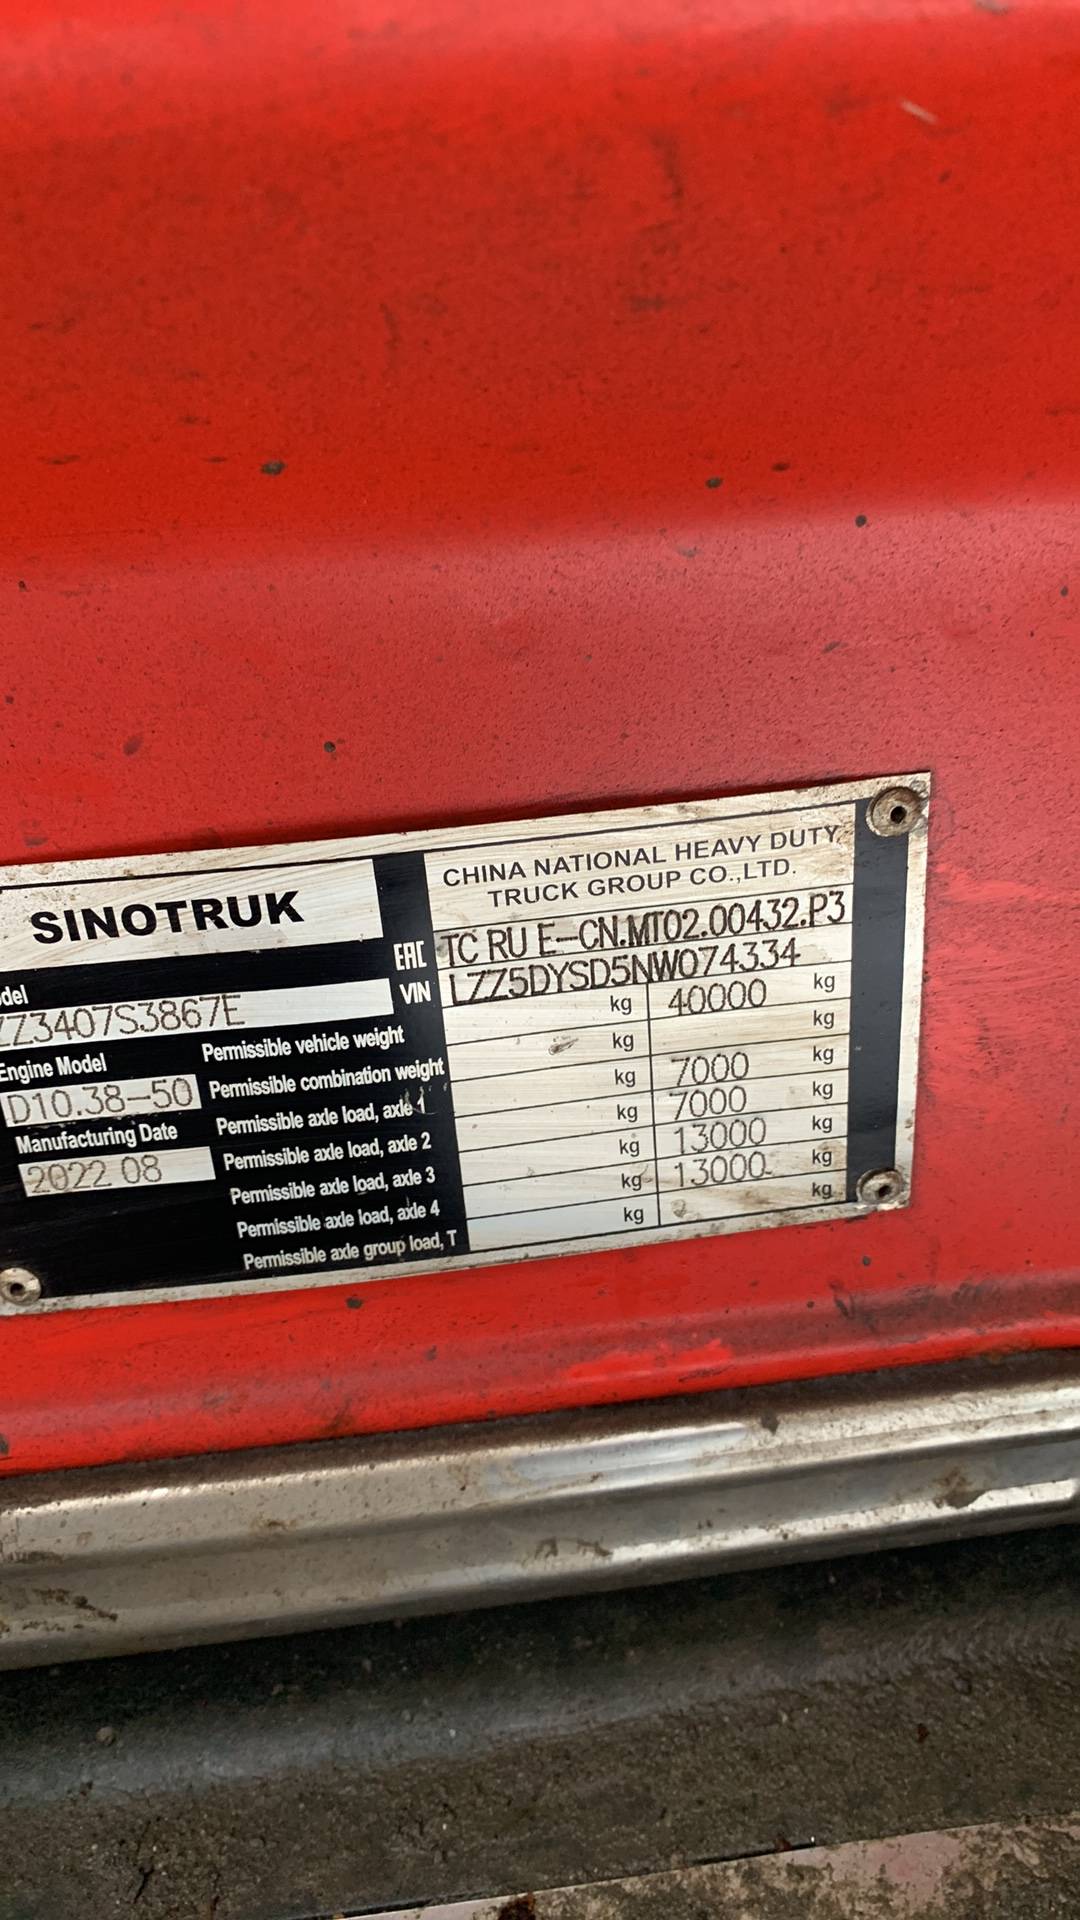 SINOTRUK
CHINA NATIONAL HEAVY DUTY
TRUCK GROUP CO.,LTD.
EAC TC RU E-CN.MT02.00432.P3
VIN LZZ5DYSD5NW074334
del
ZZ3407S3867E
Engine Model
D10.38-50
Manufacturing Date
2022 08
Permissible vehicle weight kg 40000 kg
Permissible combination weight kg kg
Permissible axle load, axle 1 kg 7000 kg
Permissible axle load, axle 2 kg 7000 kg
Permissible axle load, axle 3 kg 13000 kg
Permissible axle load, axle 4 kg 13000 kg
Permissible axle group load, T kg kg